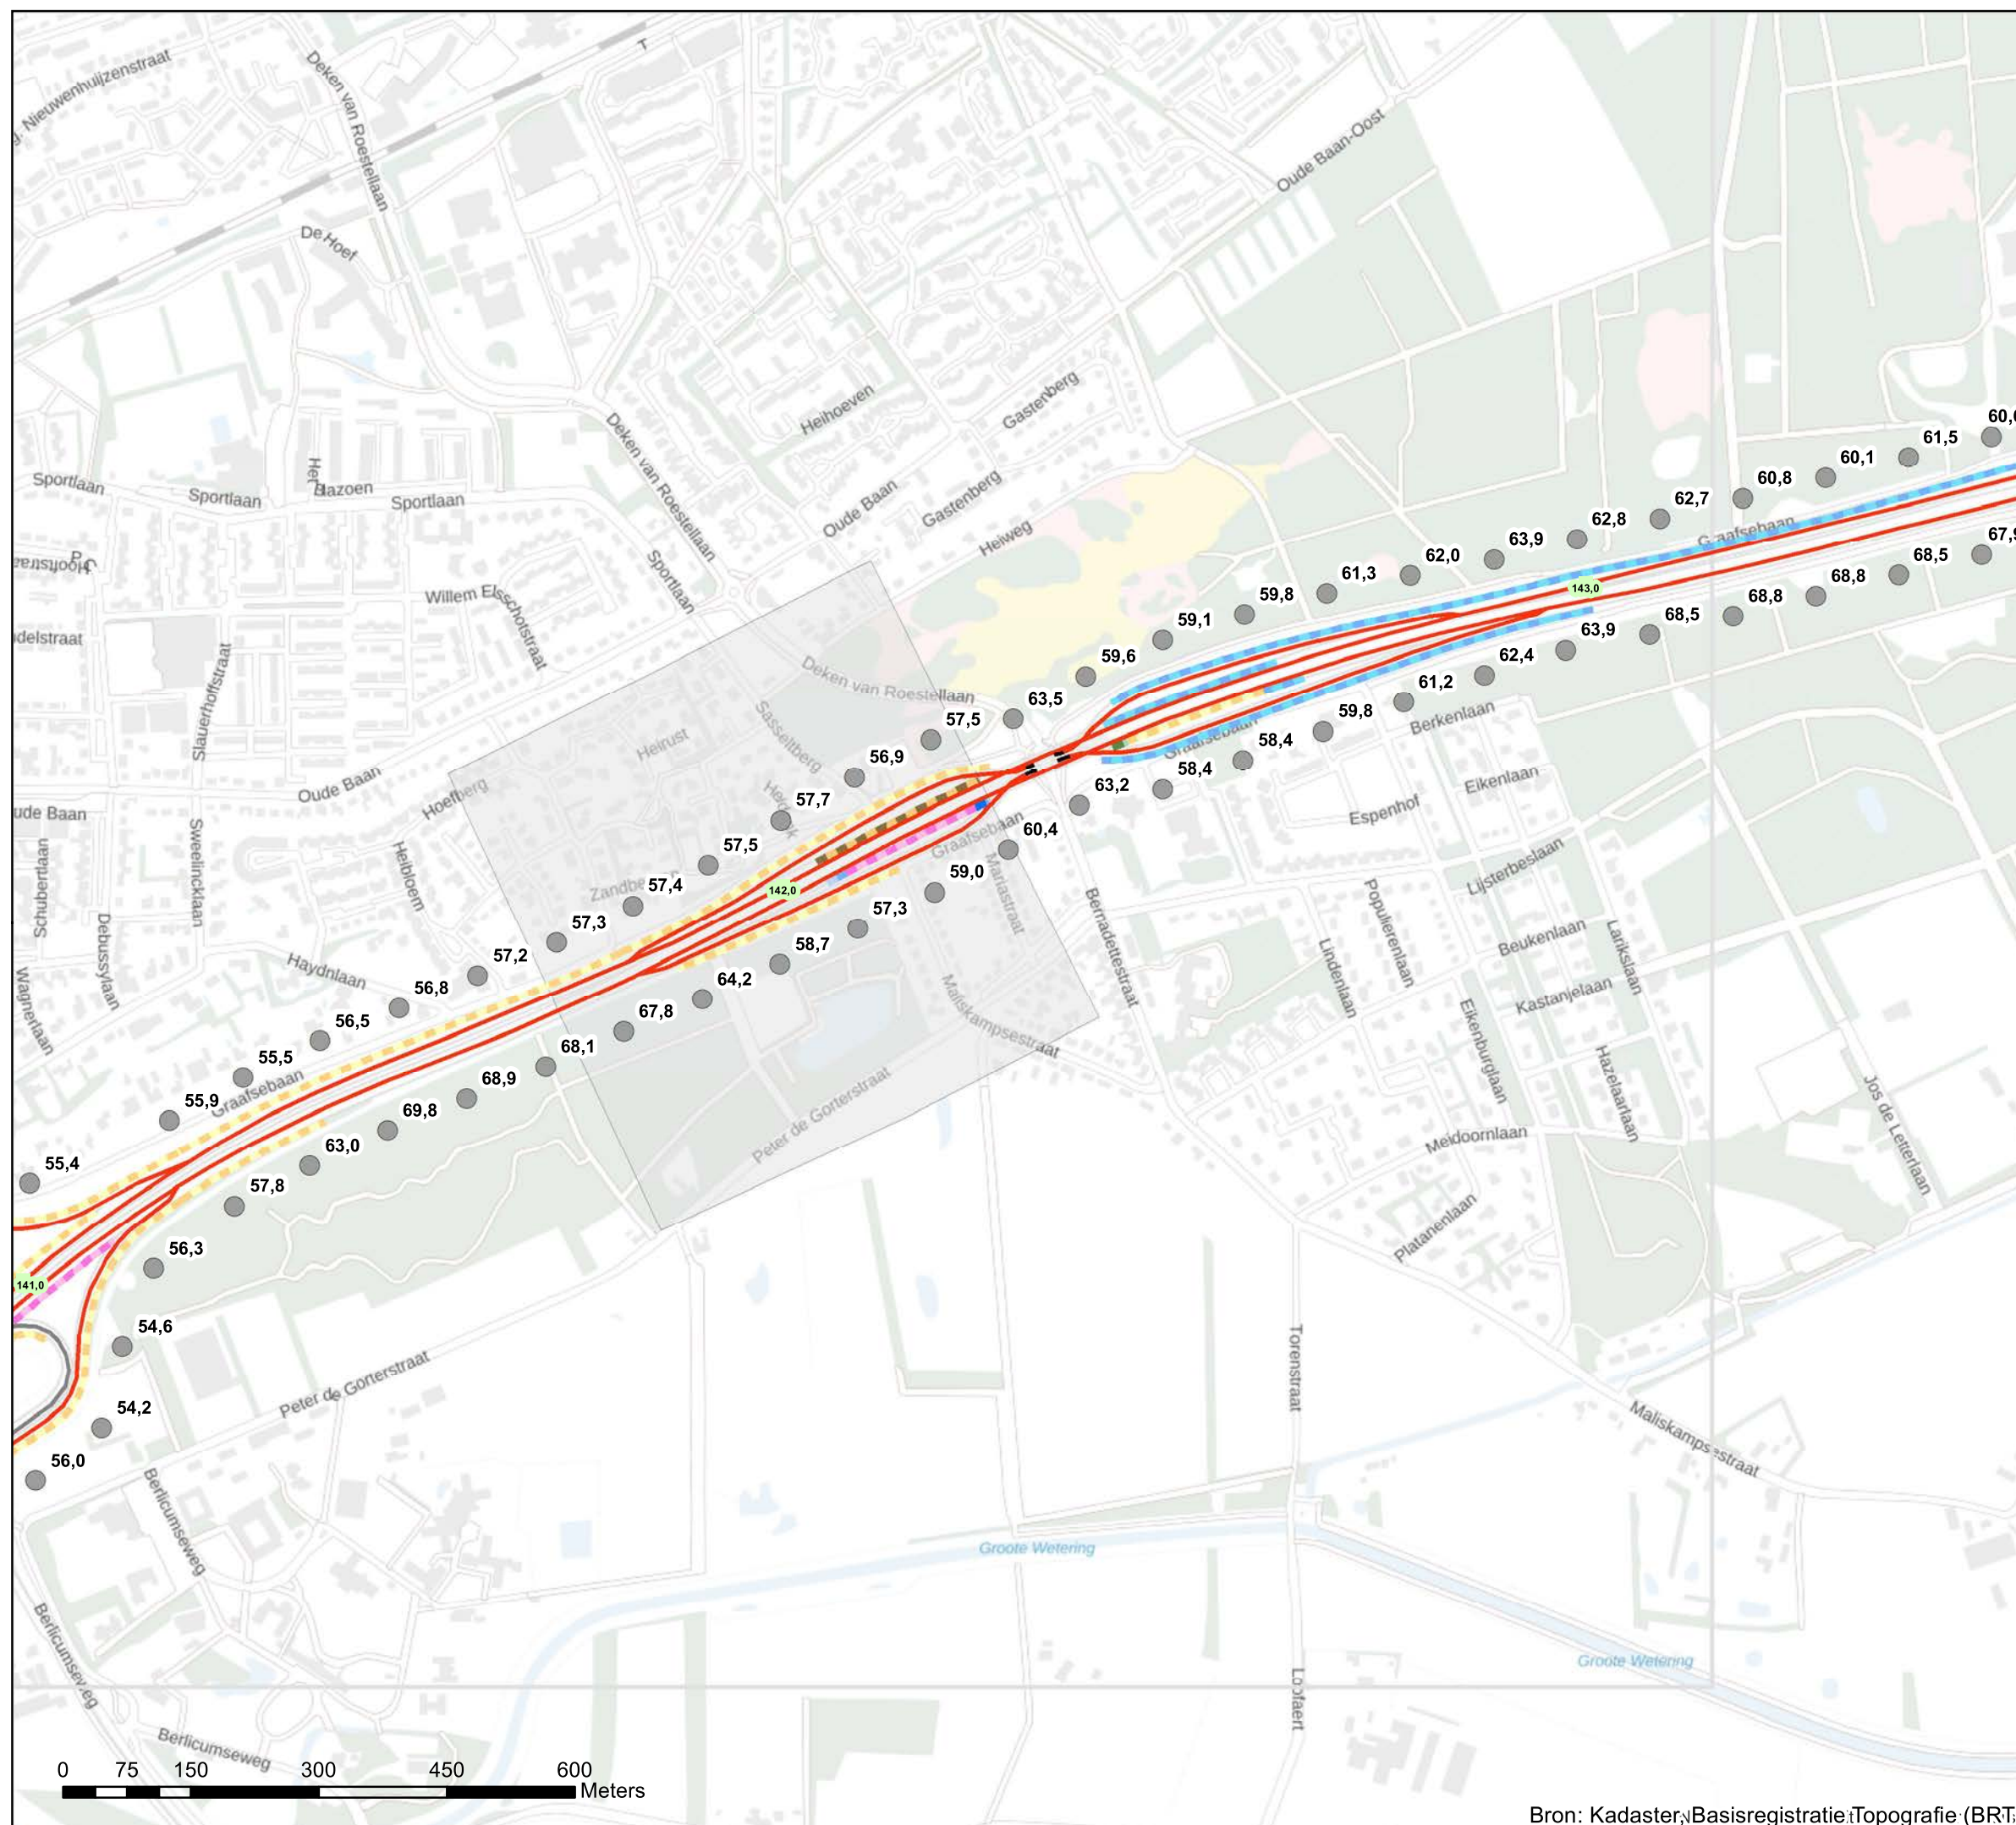 Nieuwenhuijzenstraat
Deken van Roestellaan
T
Oude Baan-Oost
De Hoef
Heihoeven
Gastenberg
Deken van Roestellaan
Oude Baan
Gastenberg
Heiweg
Sportlaan
Sportlaan
Sportlaan
Sportlaan
Willem Elsschotstraat
Slauerhoffstraat
Oude Baan
Hoefberg
Deken van Roestellaan
Sasseltberg
Heirust
Graafsebaan
60,1
61,5
60,8
62,7
62,8
63,9
62,0
61,3
59,8
59,1
59,6
63,5
57,5
56,9
57,7
57,5
57,4
57,3
57,2
56,8
56,5
55,5
55,9
55,4
143,0
142,0
141,0
68,5
68,8
68,8
68,5
63,9
62,4
61,2
59,8
58,4
58,4
63,2
60,4
59,0
57,3
58,7
64,2
67,8
68,1
68,9
69,8
63,0
57,8
56,3
54,6
54,2
56,0
Graafsebaan
Graafsebaan
Graafsebaan
Berkenlaan
Eikenlaan
Espenhof
Lijsterbeslaan
Populierenlaan
Beukenlaan
Lariklaan
Kastanjelaan
Lindenlaan
Eikenburglaan
Hazelaarlaan
Meidoornlaan
Platanenlaan
Jos de Letterlaan
Mariastraat
Bernadettestraat
Maliskampsestraat
Peter de Gorterstraat
Schubertlaan
Sweelincklaan
Debussylaan
Wagnerlaan
Heibloem
Haydnlaan
Peter de Gorterstraat
Torenstraat
Maliskampsestraat
Berlicumseweg
Berlicumseweg
Berlicumseweg
Groote Wetering
Groote Wetering
Loofaert
0 75 150 300 450 600
Meters
Bron: Kadaster, Basisregistratie Topografie (BRT